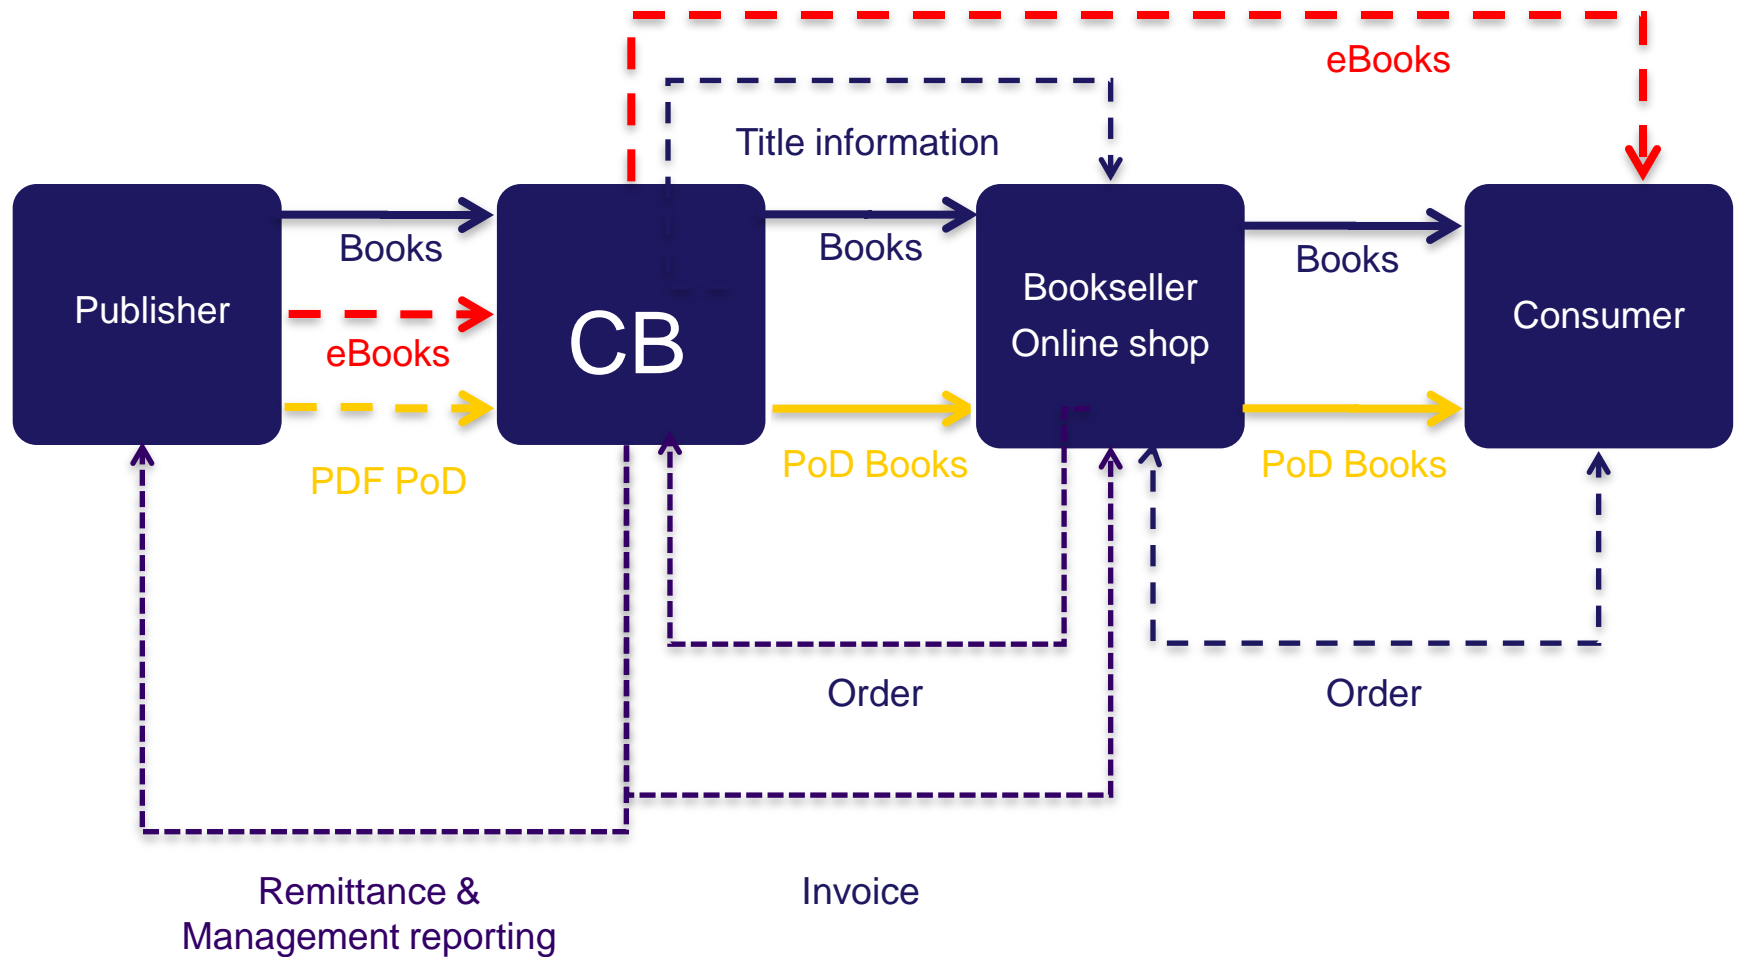 eBooks
Title information
Books
Books
Books
Publisher
CB
Bookseller
Online shop
Consumer
eBooks
PDF PoD
PoD Books
PoD Books
Order
Order
Remittance &
Management reporting
Invoice